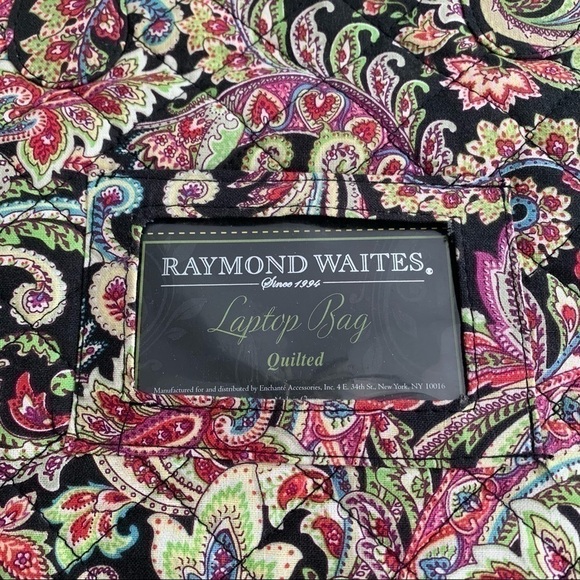 RAYMOND WAITES®
Since 1994
Laptop Bag
Quilted
Manufactured for and distributed by Enchanté Accessories, Inc. 4 E. 34th St., New York, NY 10016